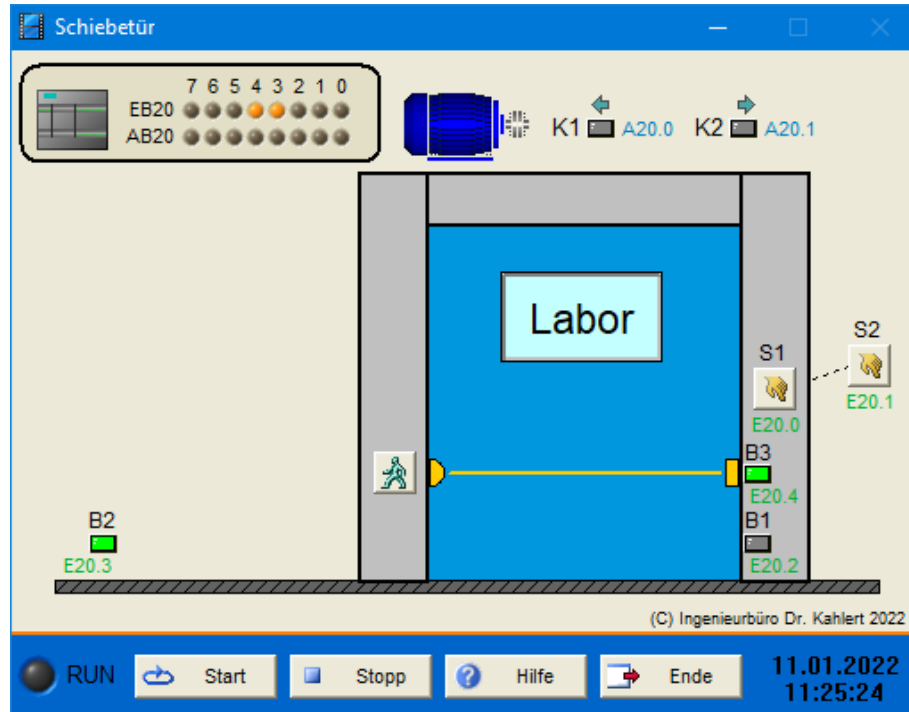 Schiebetür
7 6 5 4 3 2 1 0
EB20
AB20
K1 A20.0 K2 A20.1
Labor
S1
E20.0
S2
E20.1
B3
E20.4
B1
E20.2
B2
E20.3
(C) Ingenieurbüro Dr. Kahlert 2022
RUN Start Stopp Hilfe Ende
11.01.2022
11:25:24